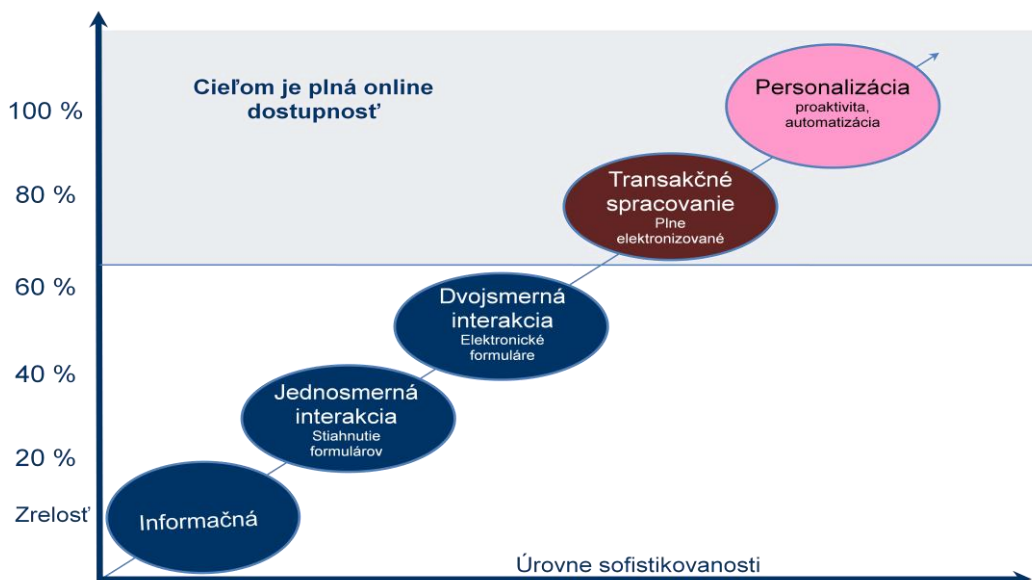 Cieľom je plná online
dostupnosť
100 %
80 %
60 %
40 %
20 %
Zrelosť
Personalizácia
proaktivita,
automatizácia
Transakčné
spracovanie
Plne
elektronizované
Dvojsmerná
interakcia
Elektronické
formuláre
Jednosmerná
interakcia
Stiahnutie
formulárov
Informačná
Úrovne sofistikovanosti